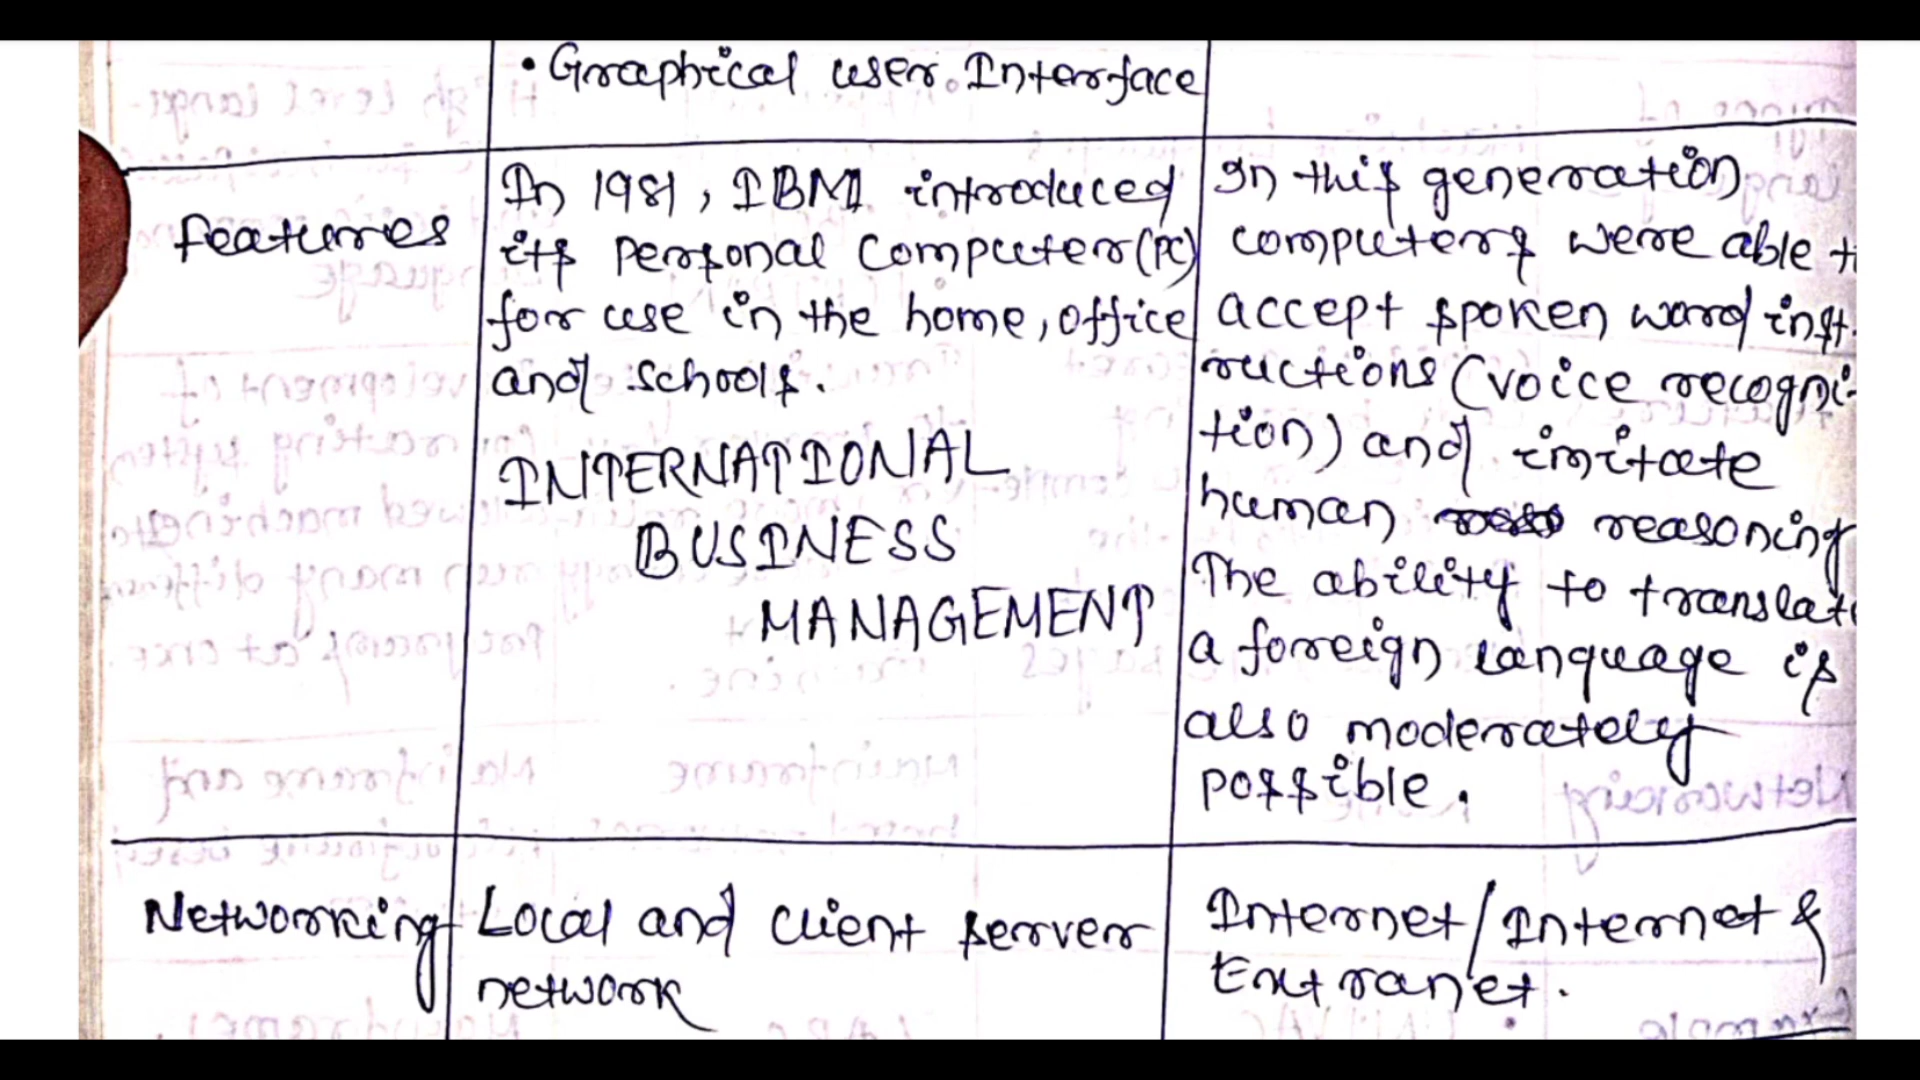 • Graphical user Interface
Features
In 1981, IBM introduced
its Personal Computer (PC)
for use in the home, office
and schools.
INTERNATIONAL
BUSINESS
MANAGEMENT
In this generation
computers were able
accept spoken word inst-
ructions (voice recogni-
tion) and imitate
human reasoning
The ability to translate
a foreign language is
also moderately
possible.
Networking
Local and client server
network
Internet/Internet &
Extranet.